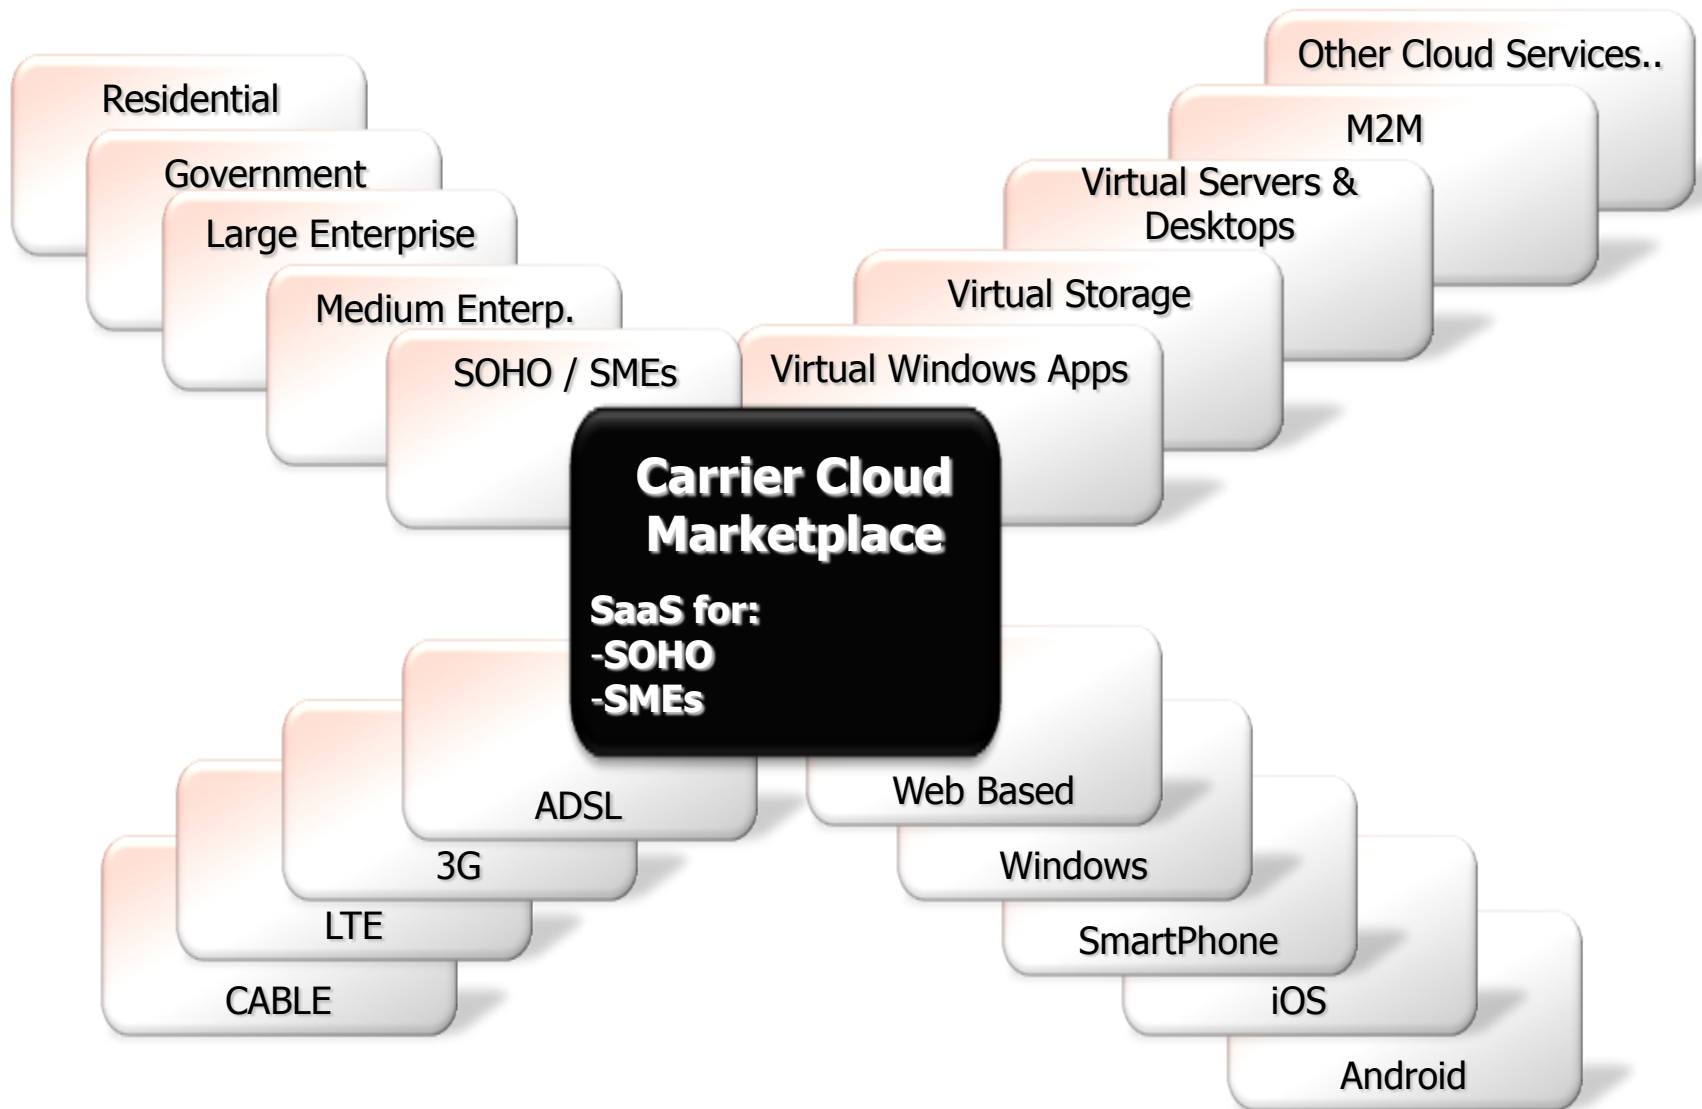 Residential
Government
Large Enterprise
Medium Enterp.
SOHO / SMEs
Other Cloud Services..
M2M
Virtual Servers &
Desktops
Virtual Storage
Virtual Windows Apps
Carrier Cloud
Marketplace
SaaS for:
-SOHO
-SMEs
ADSL
3G
LTE
CABLE
Web Based
Windows
SmartPhone
iOS
Android